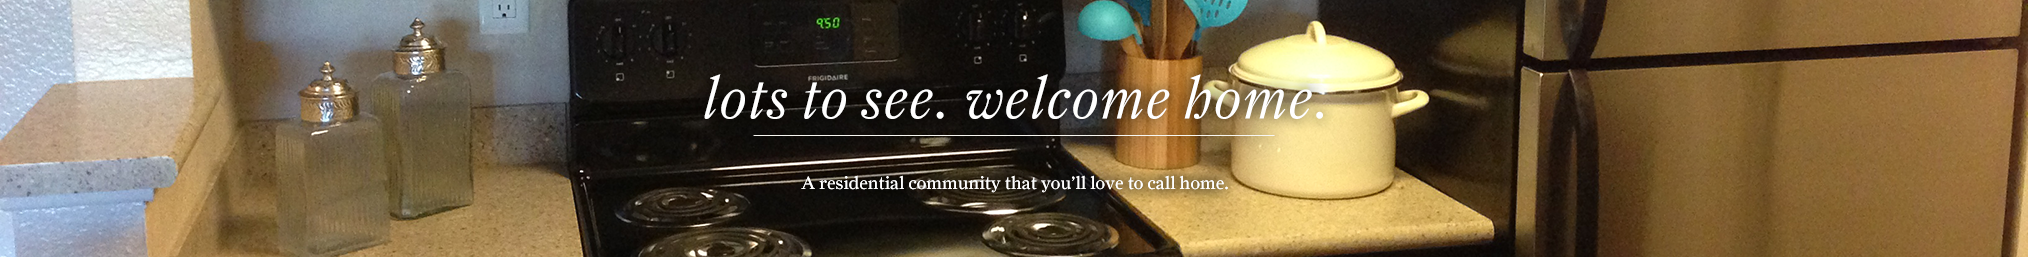 9:50
FRIGIDAIRE
lots to see. welcome home.
A residential community that you'll love to call home.